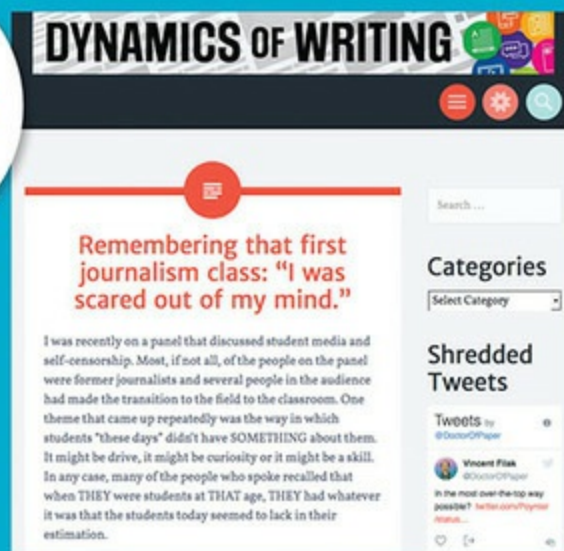 DYNAMICS OF WRITING
Remembering that first
journalism class: “I was
scared out of my mind.”
I was recently on a panel that discussed student media and
self-censorship. Most, if not all, of the people on the panel
were former journalists and several people in the audience
had made the transition to the field to the classroom. One
theme that came up repeatedly was the way in which
students "these days" didn't have SOMETHING about them.
It might be drive, it might be curiosity or it might be a skill.
In any case, many of the people who spoke recalled that
when THEY were students at THAT age, THEY had whatever
it was that the students today seemed to lack in their
estimation.
Search ...
Categories
Select Category
Shredded
Tweets
Tweets by
@DoctorOfPaper
Vincent Filak
@DoctorOfPaper
In the most over-the-top way
possible? twitter.com/Poynter
/status...